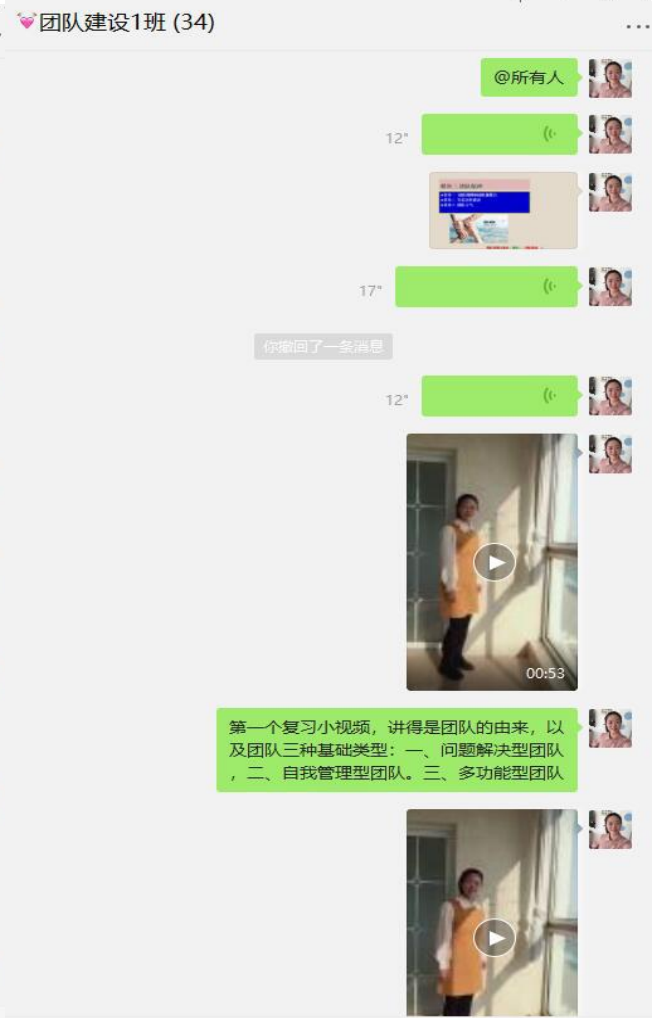 团队建设1班 (34)
@所有人
12"
17"
你撤回了一条消息
12"
00:53
第一个复习小视频，讲得是团队的由来，以
及团队三种基础类型：一、问题解决型团队
，二、自我管理型团队。三、多功能型团队